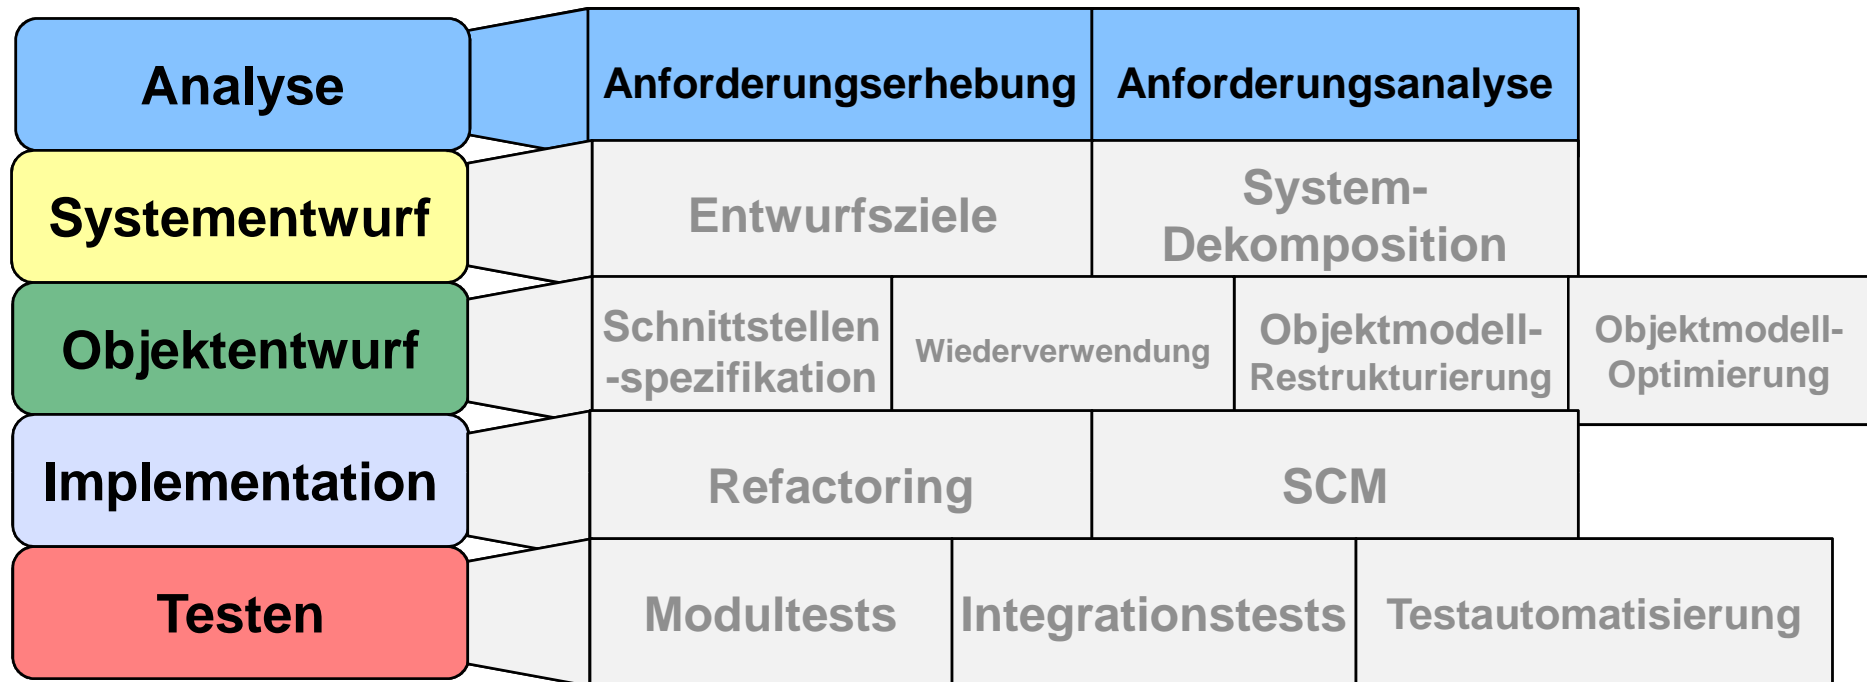 Analyse
Anforderungserhebung
Anforderungsanalyse
Systementwurf
Entwurfsziele
System-
Dekomposition
Objektentwurf
Schnittstellen
-spezifikation
Wiederverwendung
Objektmodell-
Restrukturierung
Objektmodell-
Optimierung
Implementation
Refactoring
SCM
Testen
Modultests
Integrationstests
Testautomatisierung